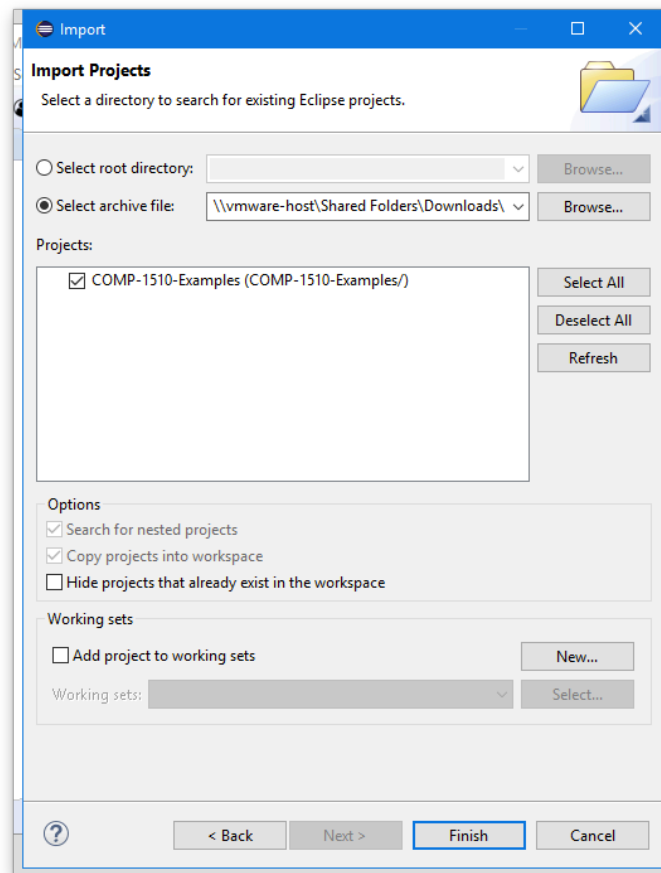 Import
Import Projects
Select a directory to search for existing Eclipse projects.
Select root directory:
Browse...
Select archive file:
\\vmware-host\Shared Folders\Downloads\
Browse...
Projects:
COMP-1510-Examples (COMP-1510-Examples/)
Select All
Deselect All
Refresh
Options
Search for nested projects
Copy projects into workspace
Hide projects that already exist in the workspace
Working sets
Add project to working sets
New...
Working sets:
Select...
?
< Back
Next >
Finish
Cancel